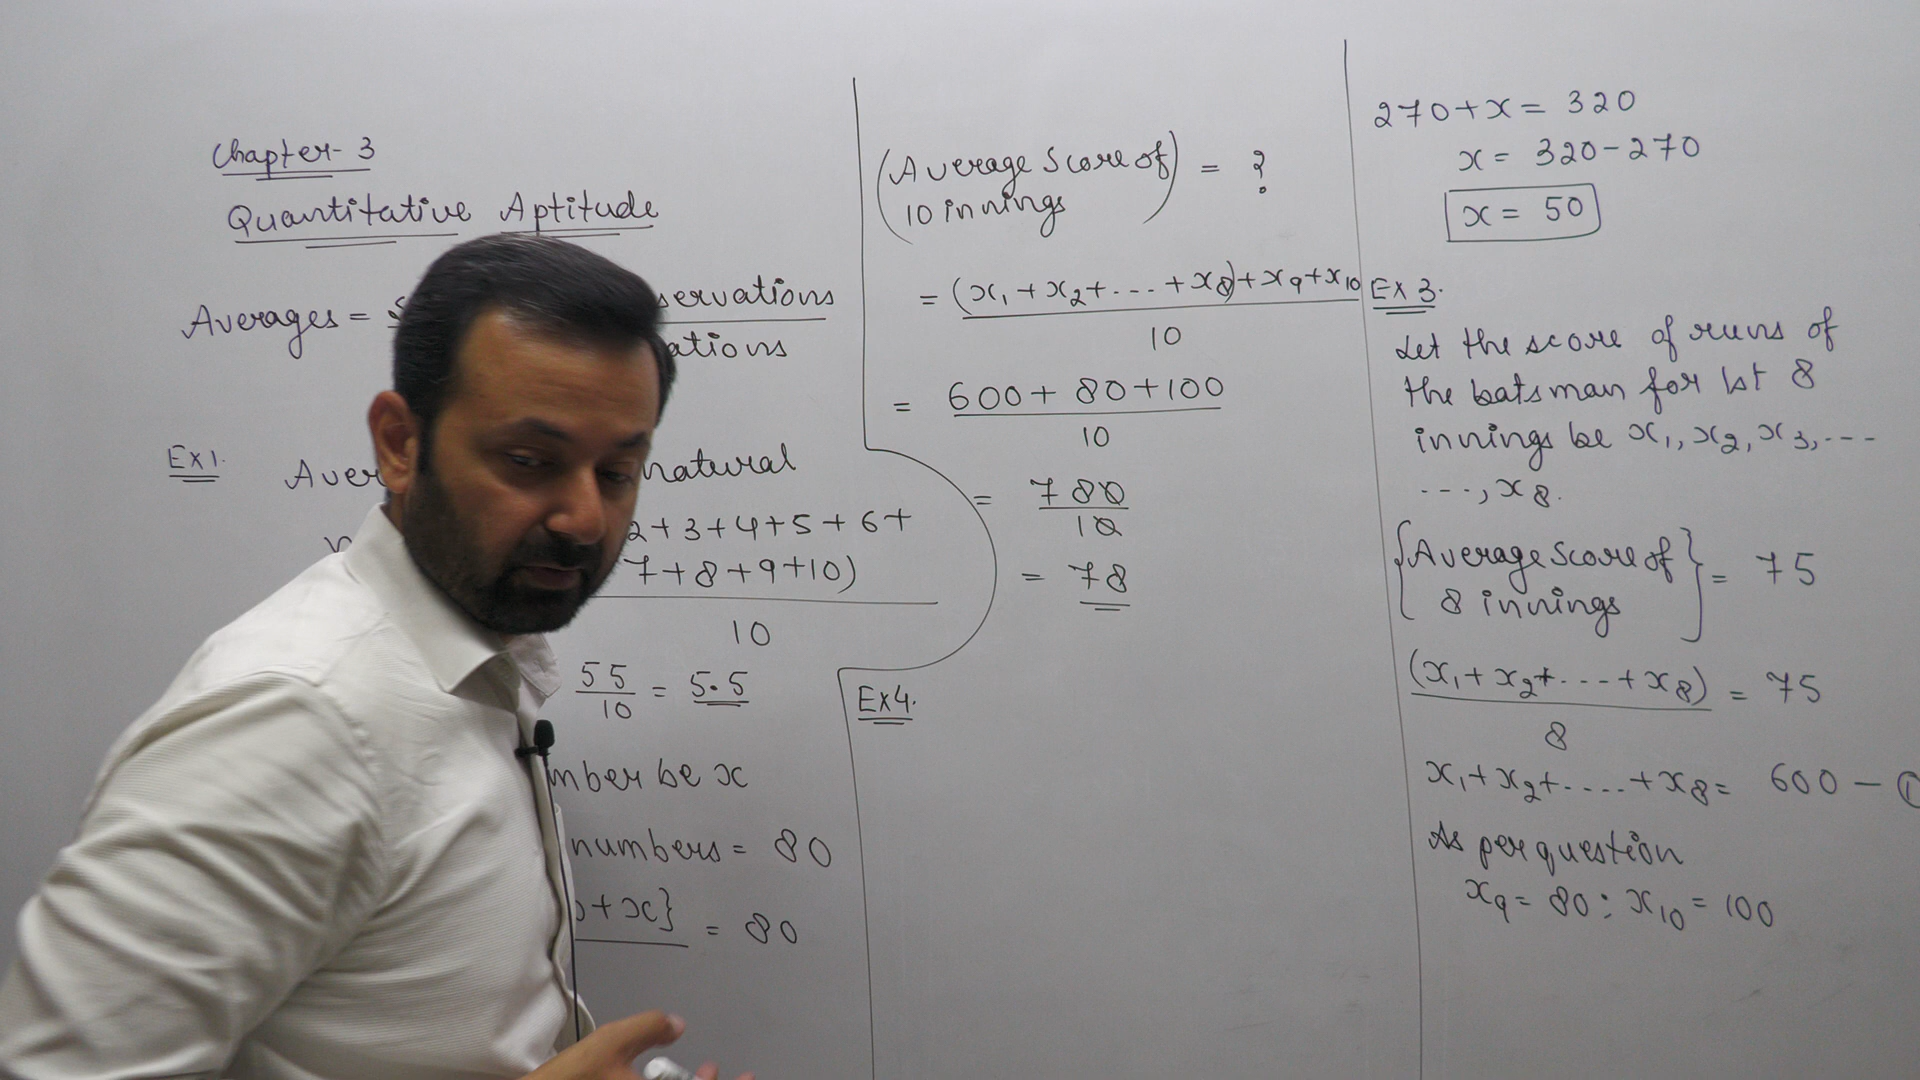 Chapter- 3
Quantitative Aptitude
Averages =
Ex1.
natural
2+3+4+5+6+
7+8+9+10)
10
55/10 = 5.5
be x
numbers = 80
+x}
= 80
(Average Score of
10 innings) = ?
= (x₁+x₂+...+x₈)+x₉+x₁₀
10
= 600+80+100
10
= 780
10
= 78
Ex4.
270+x = 320
x = 320-270
x = 50
Ex 3.
Let the score of runs of
the batsman for 1st 8
innings be x₁, x₂, x₃, ---
---, x₈.
{Average Score of
8 innings} = 75
(x₁+x₂+---+x₈) = 75
8
x₁+x₂+....+x₈ = 600 - ①
As per question
x₉ = 80 ; x₁₀ = 100